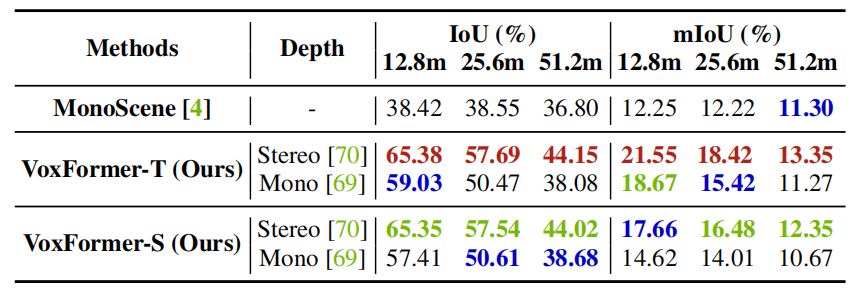 Methods Depth IoU (%) mIoU (%)
12.8m 25.6m 51.2m 12.8m 25.6m 51.2m
MonoScene [4] - 38.42 38.55 36.80 12.25 12.22 11.30
VoxFormer-T (Ours) Stereo [70] 65.38 57.69 44.15 21.55 18.42 13.35
Mono [69] 59.03 50.47 38.08 18.67 15.42 11.27
VoxFormer-S (Ours) Stereo [70] 65.35 57.54 44.02 17.66 16.48 12.35
Mono [69] 57.41 50.61 38.68 14.62 14.01 10.67